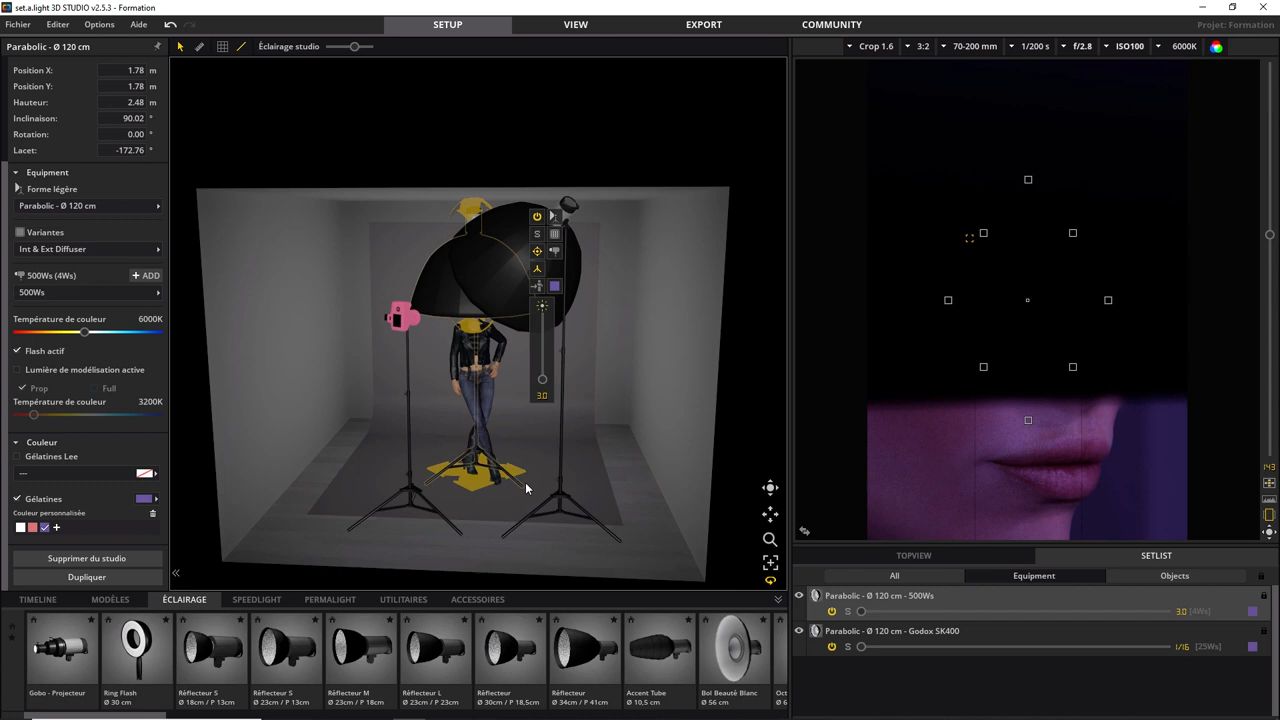 set.a.light 3D STUDIO v2.5.3 - Formation
Fichier Editer Options Aide SETUP VIEW EXPORT COMMUNITY Projet: Formation
Parabolic - Ø 120 cm
Éclairage studio
Crop 1.6 3:2 70-200 mm 1/200 s f/2.8 ISO100 6000K
Position X: 1.78 m
Position Y: 1.78 m
Hauteur: 2.48 m
Inclinaison: 90.02 °
Rotation: 0.00 °
Lacet: -172.76 °
Equipment
Forme légère
Parabolic - Ø 120 cm
Variantes
Int & Ext Diffuser
500Ws (4Ws) + ADD
500Ws
Température de couleur 6000K
Flash actif
Lumière de modélisation active
Prop Full
Température de couleur 3200K
Couleur
Gélatines Lee
---
Gélatines
Couleur personalisée
Supprimer du studio
Dupliquer
S
3.0
143
TOPVIEW SETLIST
All Equipment Objects
Parabolic - Ø 120 cm - 500Ws
S 3.0 [4Ws]
Parabolic - Ø 120 cm - Godox SK400
S 1/16 [25Ws]
TIMELINE MODÈLES ÉCLAIRAGE SPEEDLIGHT PERMALIGHT UTILITAIRES ACCESSORIES
Gobo - Projecteur
Ring Flash
Ø 30 cm
Réflecteur S
Ø 18cm / P 13cm
Réflecteur S
Ø 23cm / P 13cm
Réflecteur M
Ø 23cm / P 18cm
Réflecteur L
Ø 23cm / P 23cm
Réflecteur
Ø 30cm / P 18,5cm
Réflecteur
Ø 34cm / P 41cm
Accent Tube
Ø 10,5 cm
Bol Beauté Blanc
Ø 56 cm
Oct